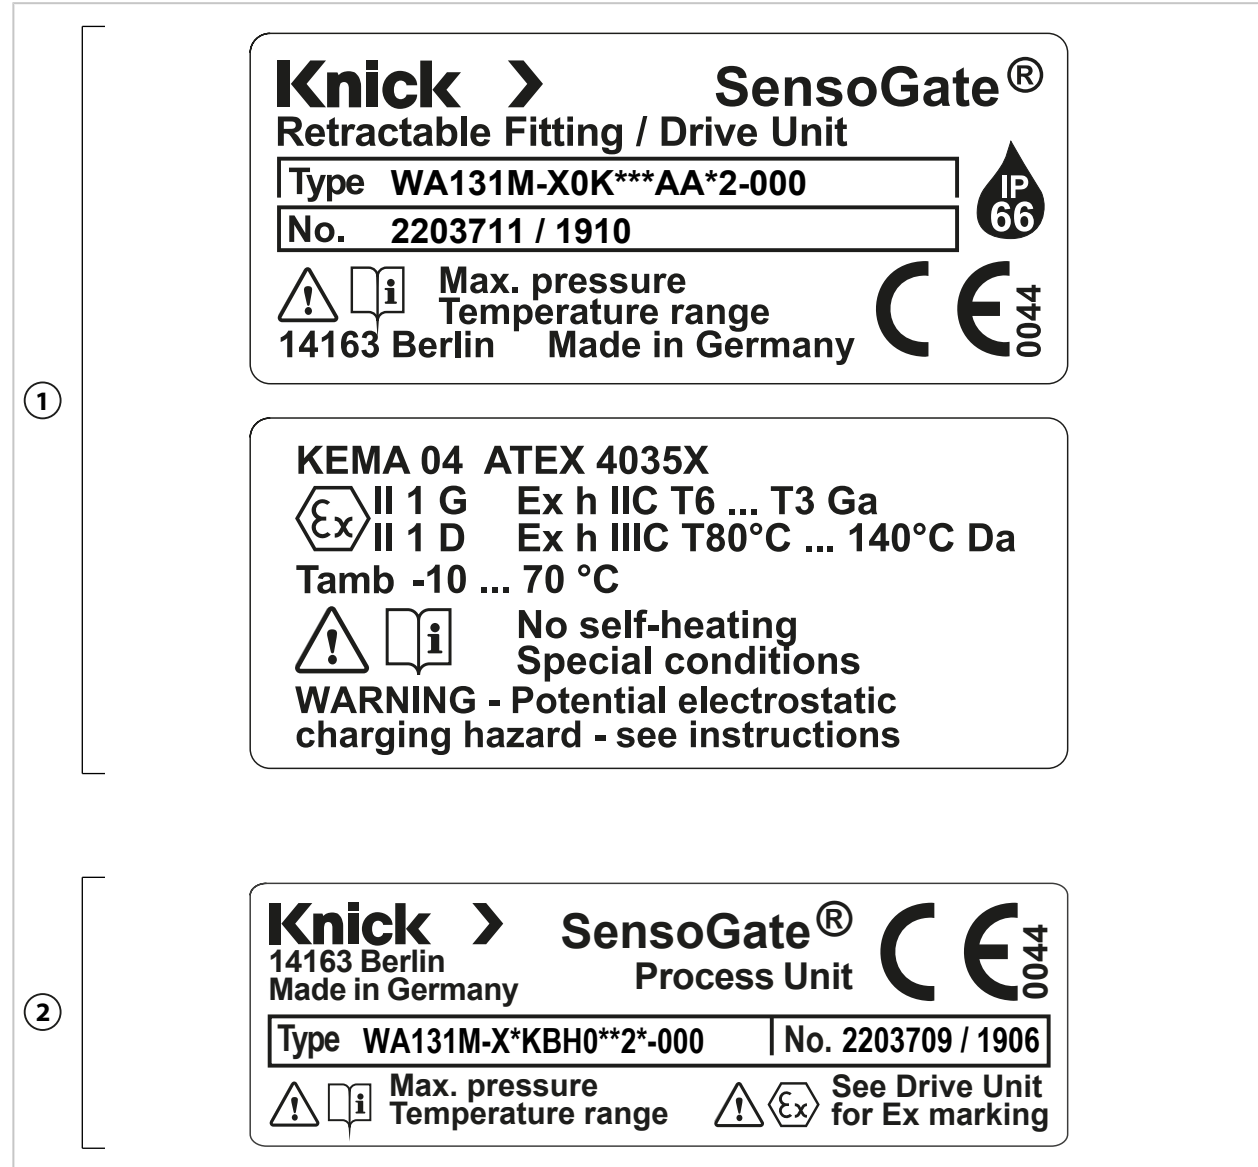 1
Knick >
SensoGate®
Retractable Fitting / Drive Unit
Type WA131M-X0K***AA*2-000
No. 2203711 / 1910
IP
66
i
Max. pressure
Temperature range
14163 Berlin Made in Germany
CE 0044
KEMA 04 ATEX 4035X
Ex
II 1 G Ex h IIC T6 ... T3 Ga
II 1 D Ex h IIIC T80°C ... 140°C Da
Tamb -10 ... 70 °C
! i
No self-heating
Special conditions
WARNING - Potential electrostatic
charging hazard - see instructions
2
Knick >
14163 Berlin
Made in Germany
SensoGate®
Process Unit
CE 0044
Type WA131M-X*KBH0**2*-000 No. 2203709 / 1906
! i
Max. pressure
Temperature range
! Ex
See Drive Unit
for Ex marking